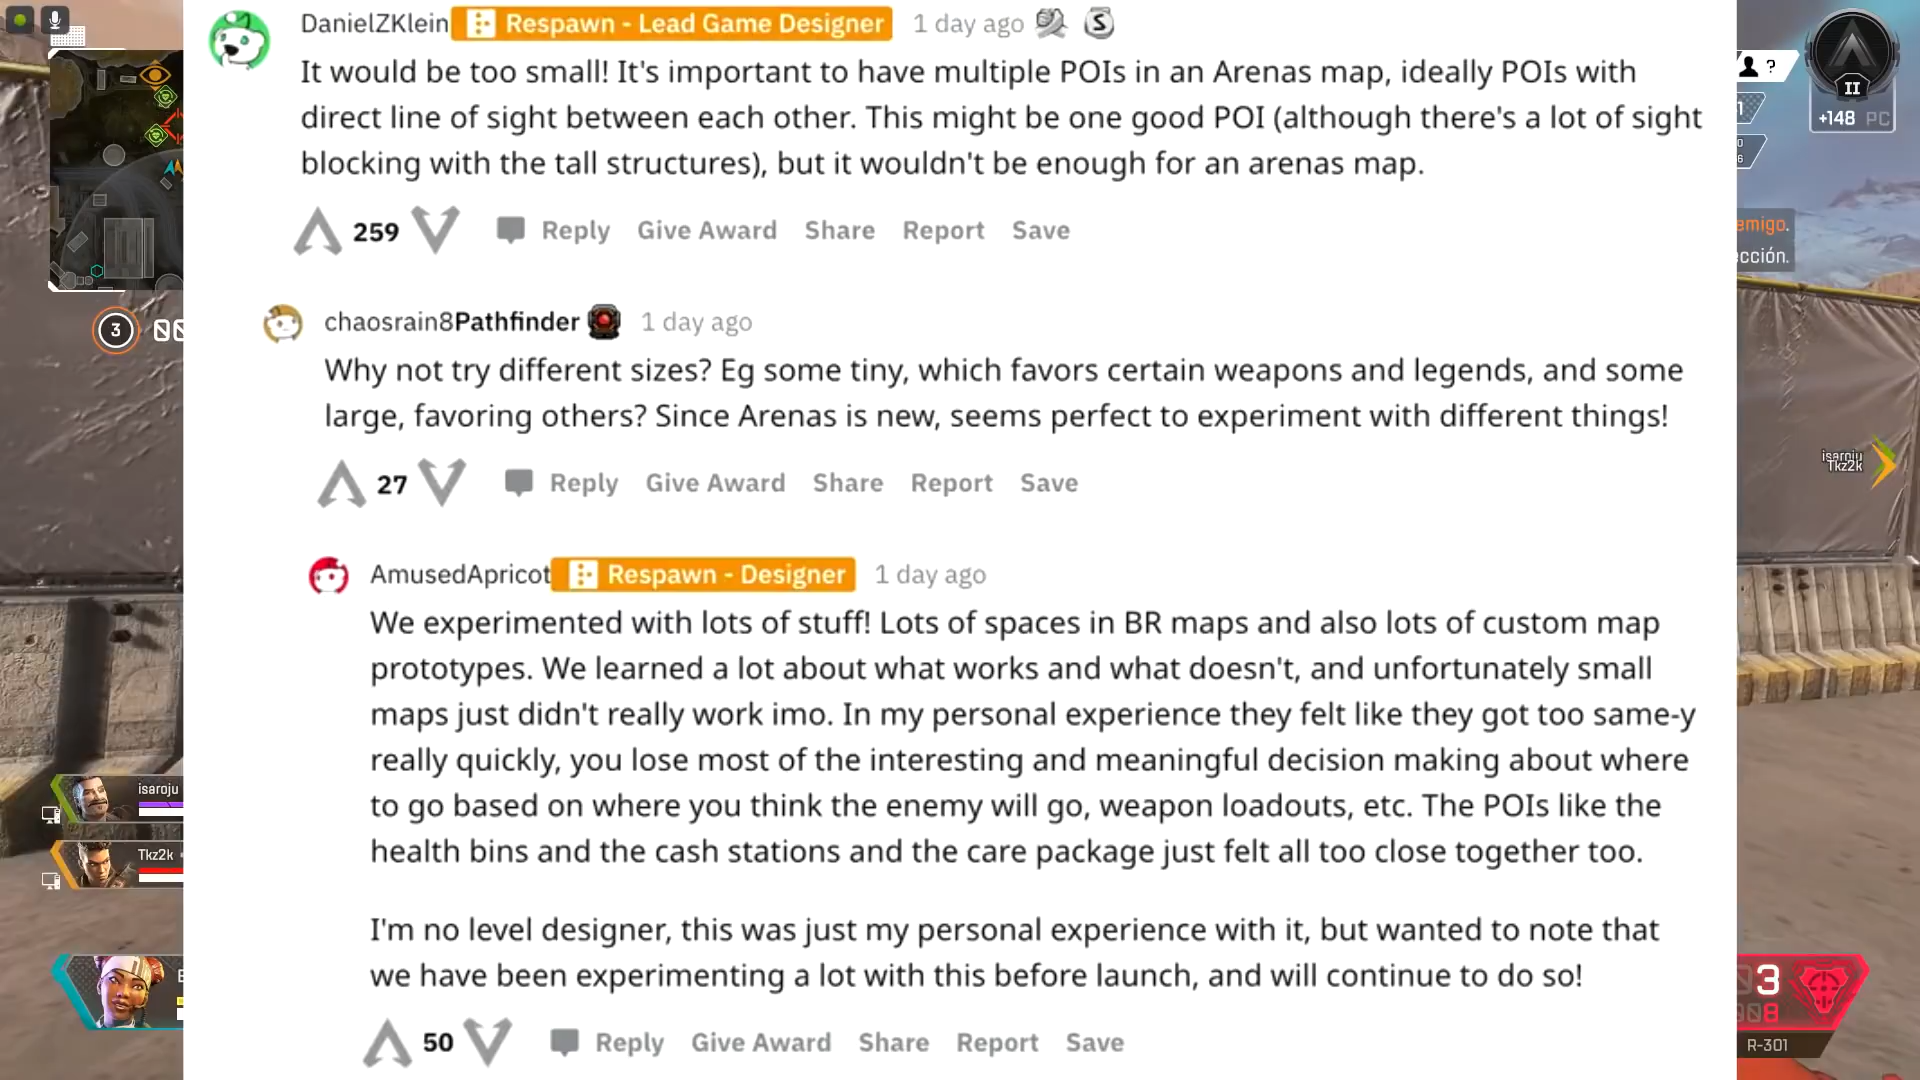 DanielZKlein Respawn - Lead Game Designer 1 day ago
It would be too small! It's important to have multiple POIs in an Arenas map, ideally POIs with
direct line of sight between each other. This might be one good POI (although there's a lot of sight
blocking with the tall structures), but it wouldn't be enough for an arenas map.
259 Reply Give Award Share Report Save
chaosrain8Pathfinder 1 day ago
Why not try different sizes? Eg some tiny, which favors certain weapons and legends, and some
large, favoring others? Since Arenas is new, seems perfect to experiment with different things!
27 Reply Give Award Share Report Save
AmusedApricot Respawn - Designer 1 day ago
We experimented with lots of stuff! Lots of spaces in BR maps and also lots of custom map
prototypes. We learned a lot about what works and what doesn't, and unfortunately small
maps just didn't really work imo. In my personal experience they felt like they got too same-y
really quickly, you lose most of the interesting and meaningful decision making about where
to go based on where you think the enemy will go, weapon loadouts, etc. The POIs like the
health bins and the cash stations and the care package just felt all too close together too.
I'm no level designer, this was just my personal experience with it, but wanted to note that
we have been experimenting a lot with this before launch, and will continue to do so!
50 Reply Give Award Share Report Save
3
isaroju
Tkz2k
?
II
+148 PC
emigo.
cción.
isaroju
Tkz2k
3
R-301